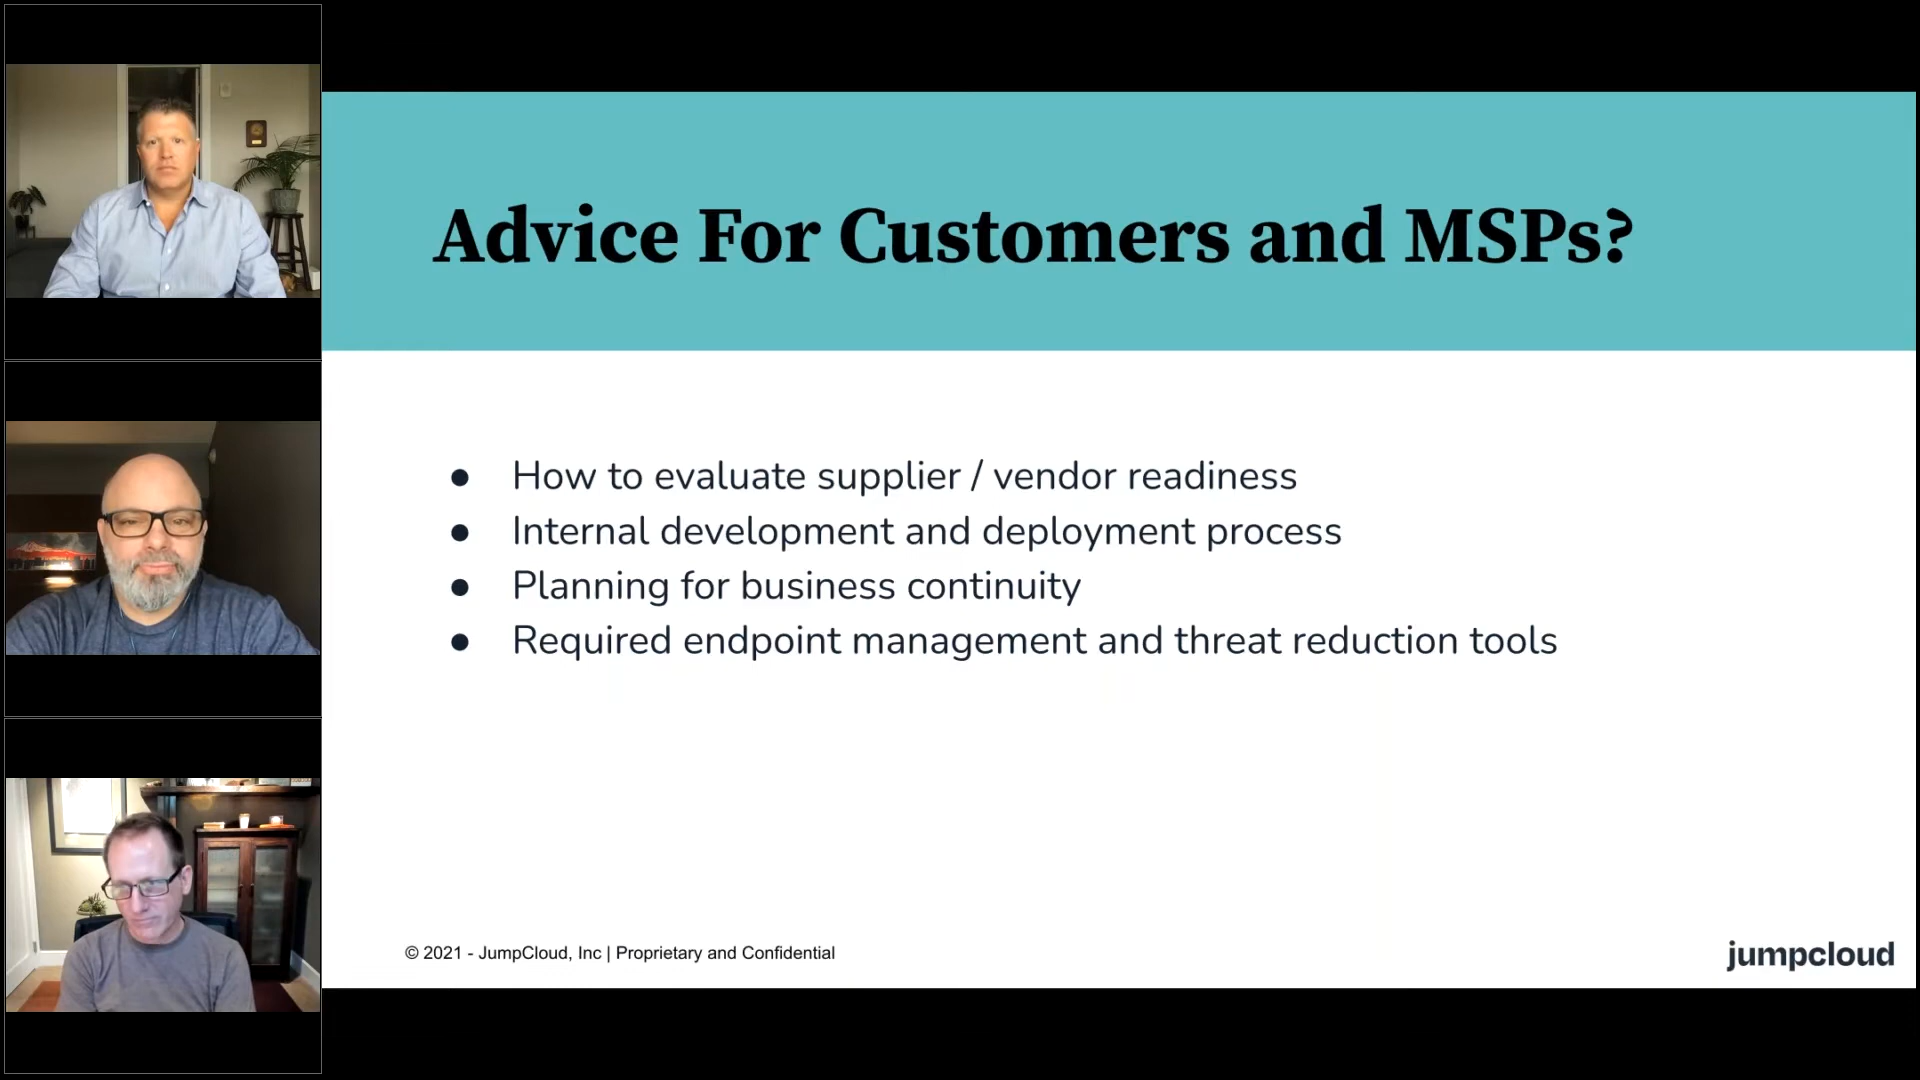 Advice For Customers and MSPs?
● How to evaluate supplier / vendor readiness
● Internal development and deployment process
● Planning for business continuity
● Required endpoint management and threat reduction tools
© 2021 - JumpCloud, Inc | Proprietary and Confidential
jumpcloud